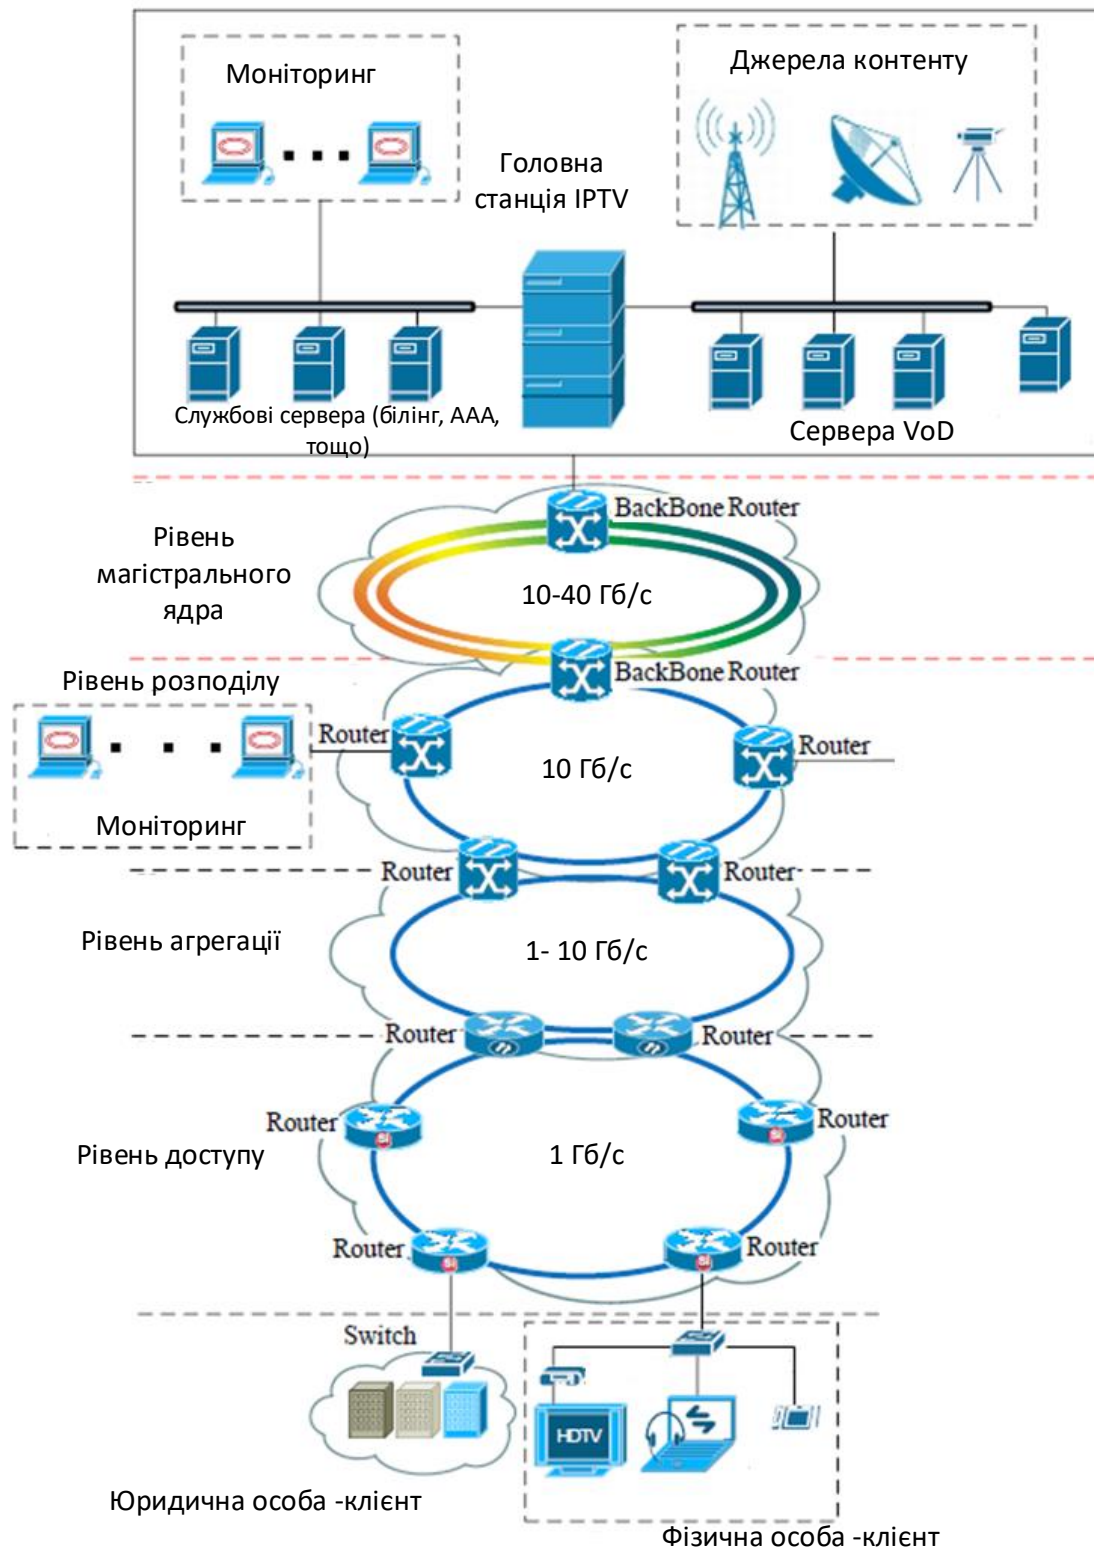 Моніторинг
Джерела контенту
Головна
станція IPTV
Службові сервера (білінг, ААА,
тощо)
Сервера VoD
BackBone Router
Рівень
магістрального
ядра
10-40 Гб/с
BackBone Router
Рівень розподілу
Router
Router
10 Гб/с
Моніторинг
Router
Router
Рівень агрегації
1- 10 Гб/с
Router
Router
Router
Router
Рівень доступу
1 Гб/с
Router
Router
Switch
HDTV
Юридична особа -клієнт
Фізична особа -клієнт